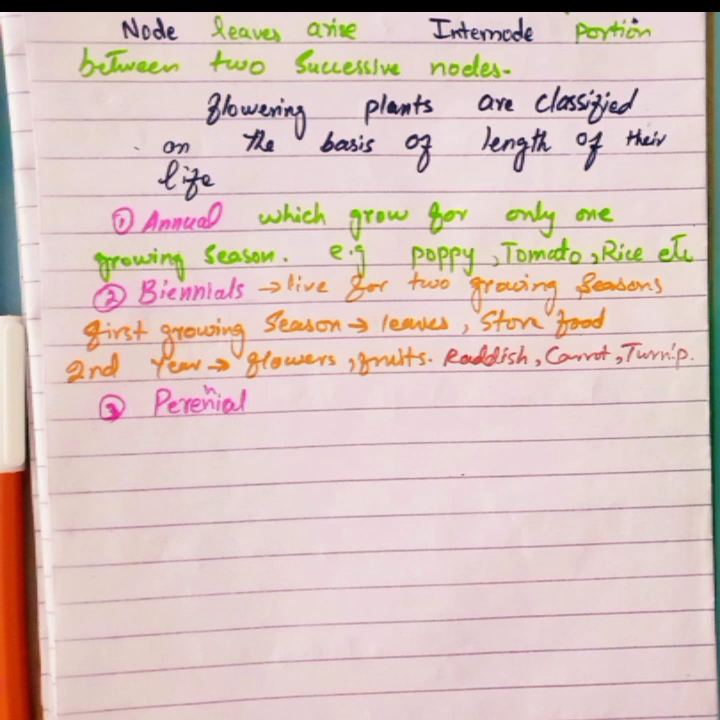 Node leaves arise Internode portion
between two successive nodes.
flowering plants are classified
on the basis of length of their
life
① Annual which grow for only one
growing season. e.g poppy, Tomato, Rice etc
② Biennials → live for two growing seasons
first growing season → leaves, store food
2nd Year → flowers, fruits. Raddish, Carrot, Turnip.
③ Perennial